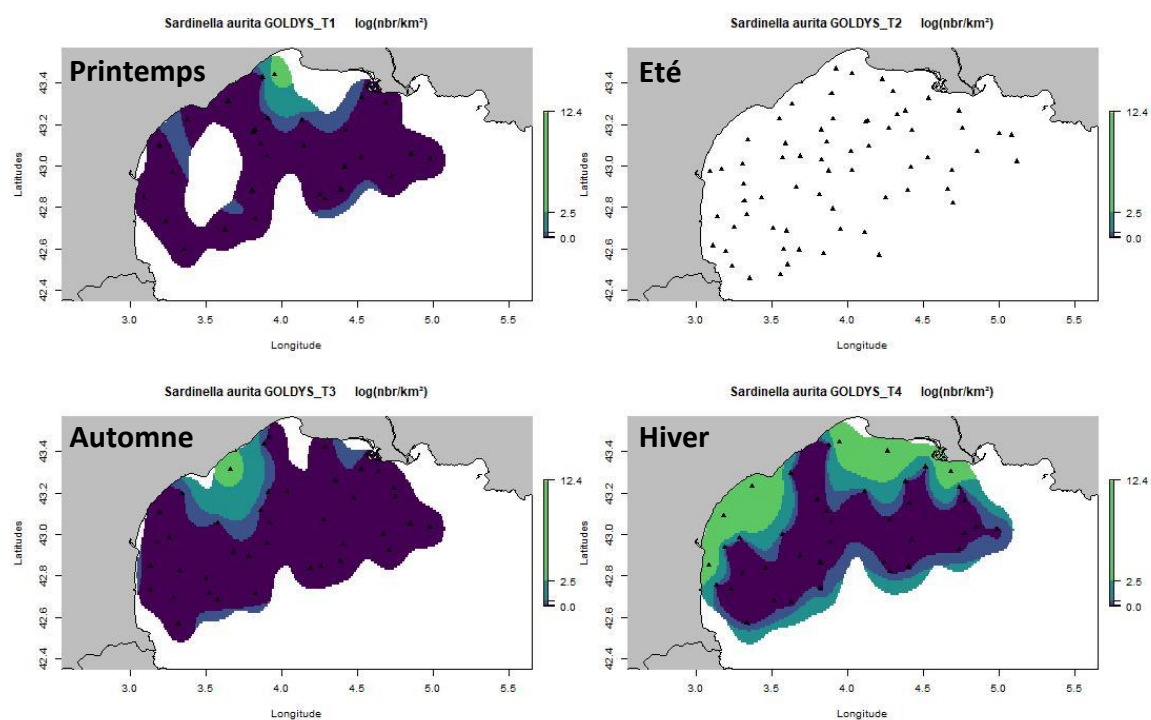 Sardinella aurita GOLDYS_T1 log(nbr/km²)
Printemps
Latitudes
43.4
43.2
43.0
42.8
42.6
42.4
3.0 3.5 4.0 4.5 5.0 5.5
Longitude
12.4
2.5
0.0
Sardinella aurita GOLDYS_T2 log(nbr/km²)
Eté
Latitudes
43.4
43.2
43.0
42.8
42.6
42.4
3.0 3.5 4.0 4.5 5.0 5.5
Longitude
12.4
2.5
0.0
Sardinella aurita GOLDYS_T3 log(nbr/km²)
Automne
Latitudes
43.4
43.2
43.0
42.8
42.6
42.4
3.0 3.5 4.0 4.5 5.0 5.5
Longitude
12.4
2.5
0.0
Sardinella aurita GOLDYS_T4 log(nbr/km²)
Hiver
Latitudes
43.4
43.2
43.0
42.8
42.6
42.4
3.0 3.5 4.0 4.5 5.0 5.5
Longitude
12.4
2.5
0.0